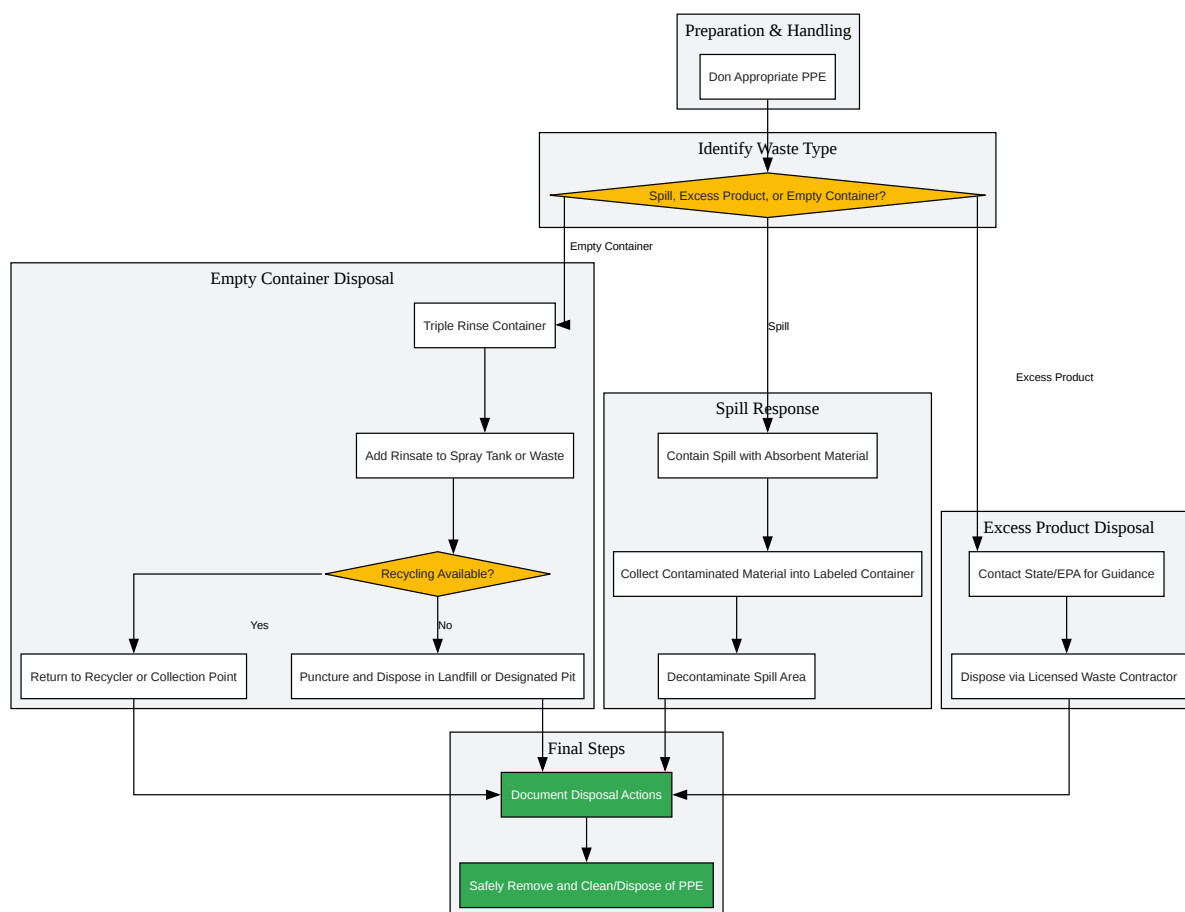 Preparation & Handling
Don Appropriate PPE
Identify Waste Type
Spill, Excess Product, or Empty Container?
Empty Container
Empty Container Disposal
Triple Rinse Container
Spill
Excess Product
Spill Response
Add Rinsate to Spray Tank or Waste
Contain Spill with Absorbent Material
Excess Product Disposal
Recycling Available?
Collect Contaminated Material into Labeled Container
Contact State/EPA for Guidance
Yes
No
Return to Recycler or Collection Point
Puncture and Dispose in Landfill or Designated Pit
Decontaminate Spill Area
Dispose via Licensed Waste Contractor
Final Steps
Document Disposal Actions
Safely Remove and Clean/Dispose of PPE